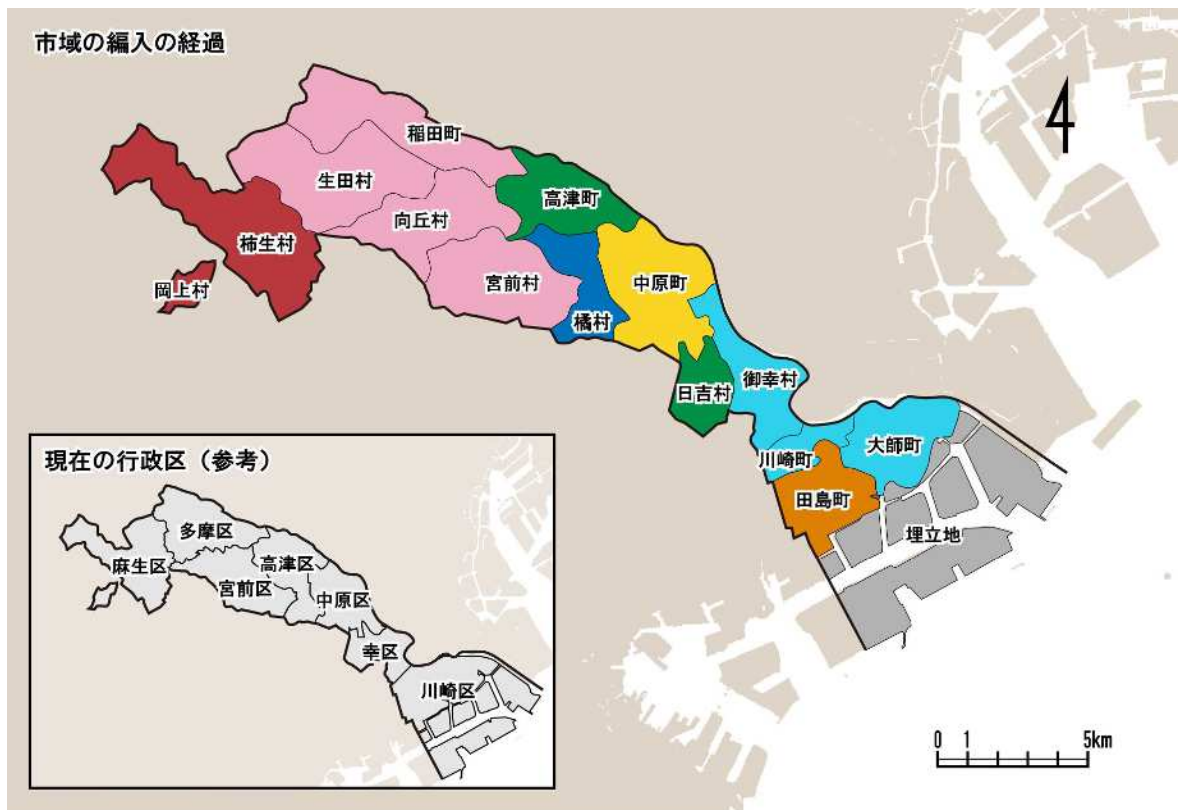 市域の編入の経過
稲田町
生田村
高津町
向丘村
柿生村
岡上村
宮前村
中原町
橘村
日吉村
御幸村
大師町
川崎町
田島町
埋立地
現在の行政区（参考）
多摩区
麻生区
高津区
宮前区
中原区
幸区
川崎区
0 1 5km